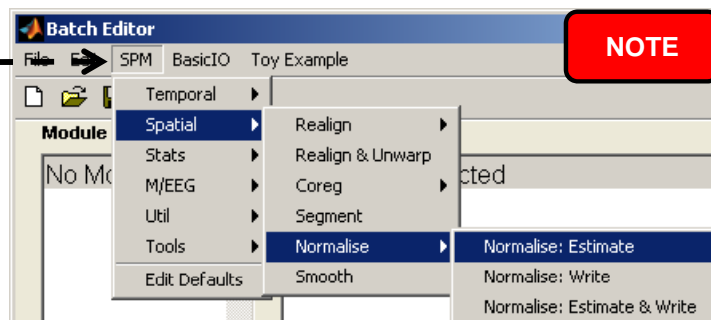 Batch Editor
NOTE
File Edit SPM BasicIO Toy Example
Temporal
Spatial
Stats
M/EEG
Util
Tools
Edit Defaults
Module
No Mo
cted
Realign
Realign & Unwarp
Coreg
Segment
Normalise
Smooth
Normalise: Estimate
Normalise: Write
Normalise: Estimate & Write